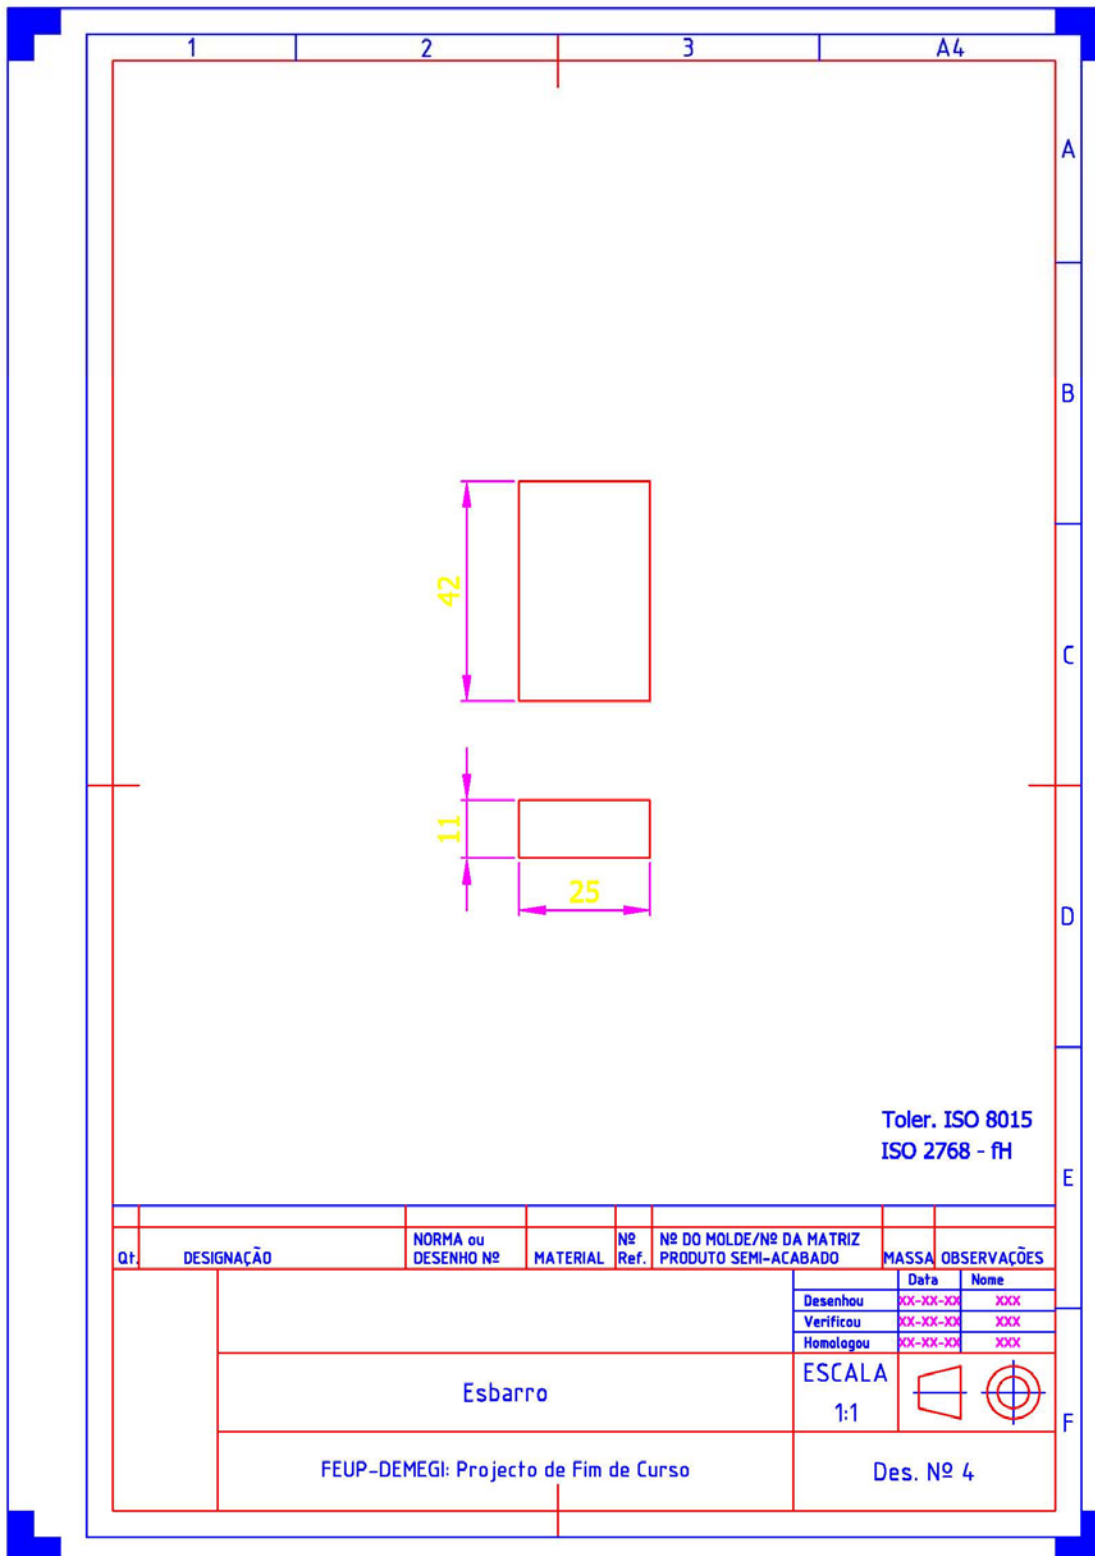 1 2 3 A4
A
B
C
D
E
F
42
11
25
Toler. ISO 8015
ISO 2768 - fH
Qt. DESIGNAÇÃO NORMA ou DESENHO Nº MATERIAL Nº Ref. Nº DO MOLDE/Nº DA MATRIZ PRODUTO SEMI-ACABADO MASSA OBSERVAÇÕES
Data Nome
Desenhou XX-XX-XX XXX
Verificou XX-XX-XX XXX
Homologou XX-XX-XX XXX
Esbarro
ESCALA
1:1
FEUP-DEMEGI: Projecto de Fim de Curso
Des. Nº 4